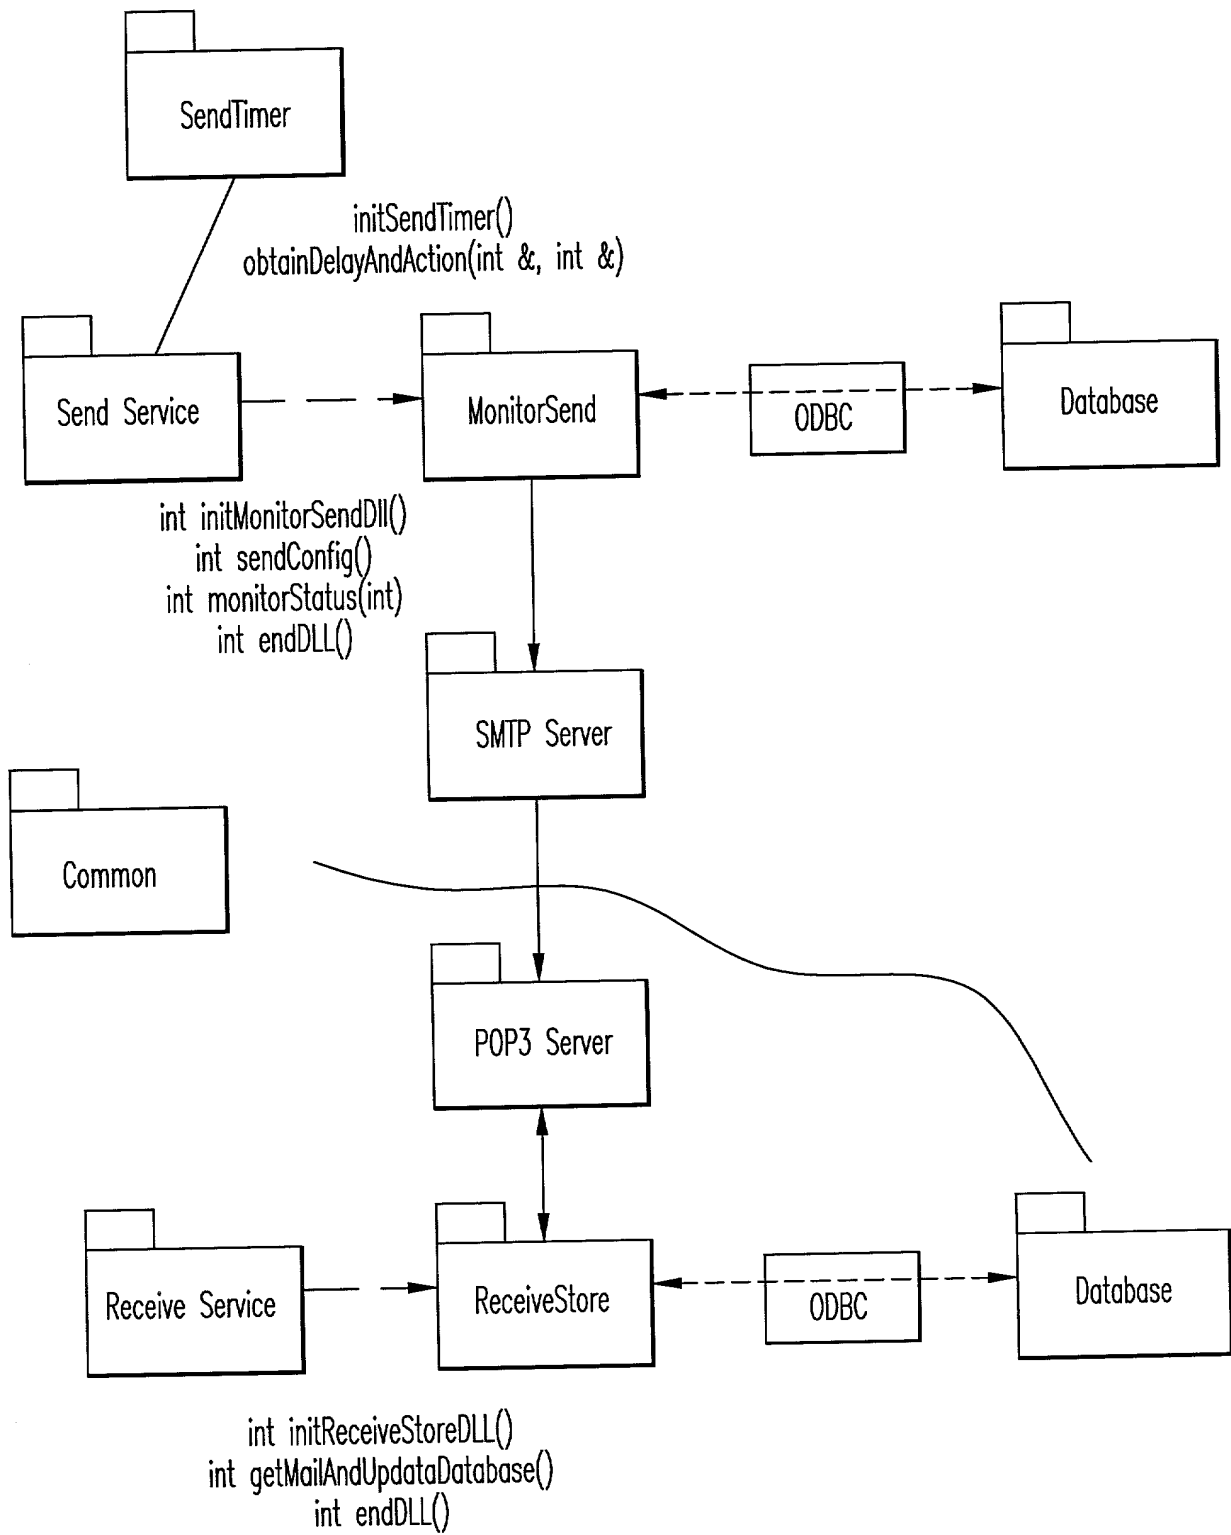 SendTimer
initSendTimer()
obtainDelayAndAction(int &, int &)
Send Service
MonitorSend
ODBC
Database
int initMonitorSendDll()
int sendConfig()
int monitorStatus(int)
int endDLL()
SMTP Server
Common
POP3 Server
Receive Service
ReceiveStore
ODBC
Database
int initReceiveStoreDLL()
int getMailAndUpdataDatabase()
int endDLL()